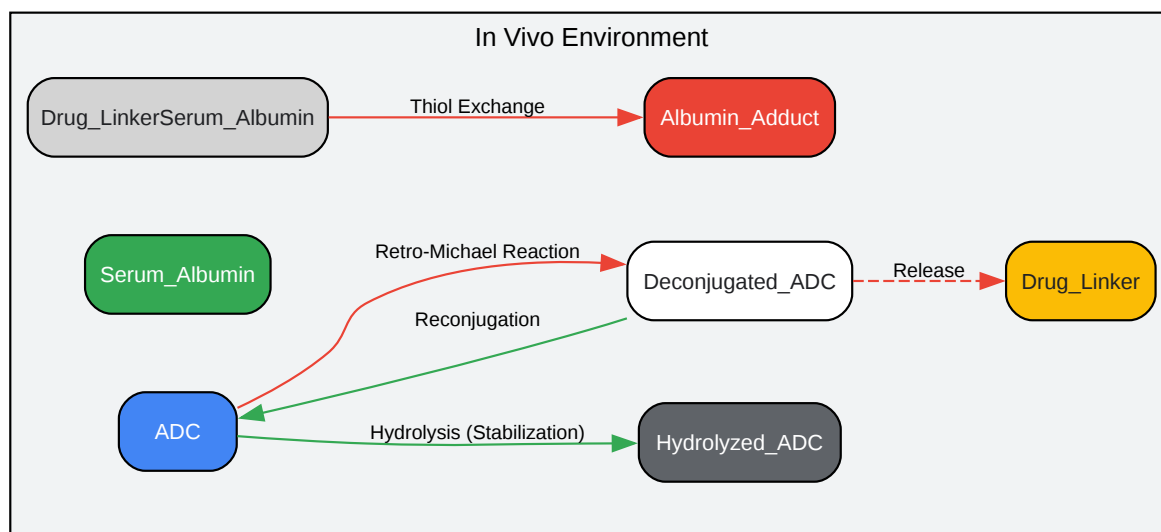 In Vivo Environment
Drug_LinkerSerum_Albumin
Thiol Exchange
Albumin_Adduct
Serum_Albumin
Retro-Michael Reaction
Deconjugated_ADC
Release
Drug_Linker
Reconjugation
ADC
Hydrolysis (Stabilization)
Hydrolyzed_ADC